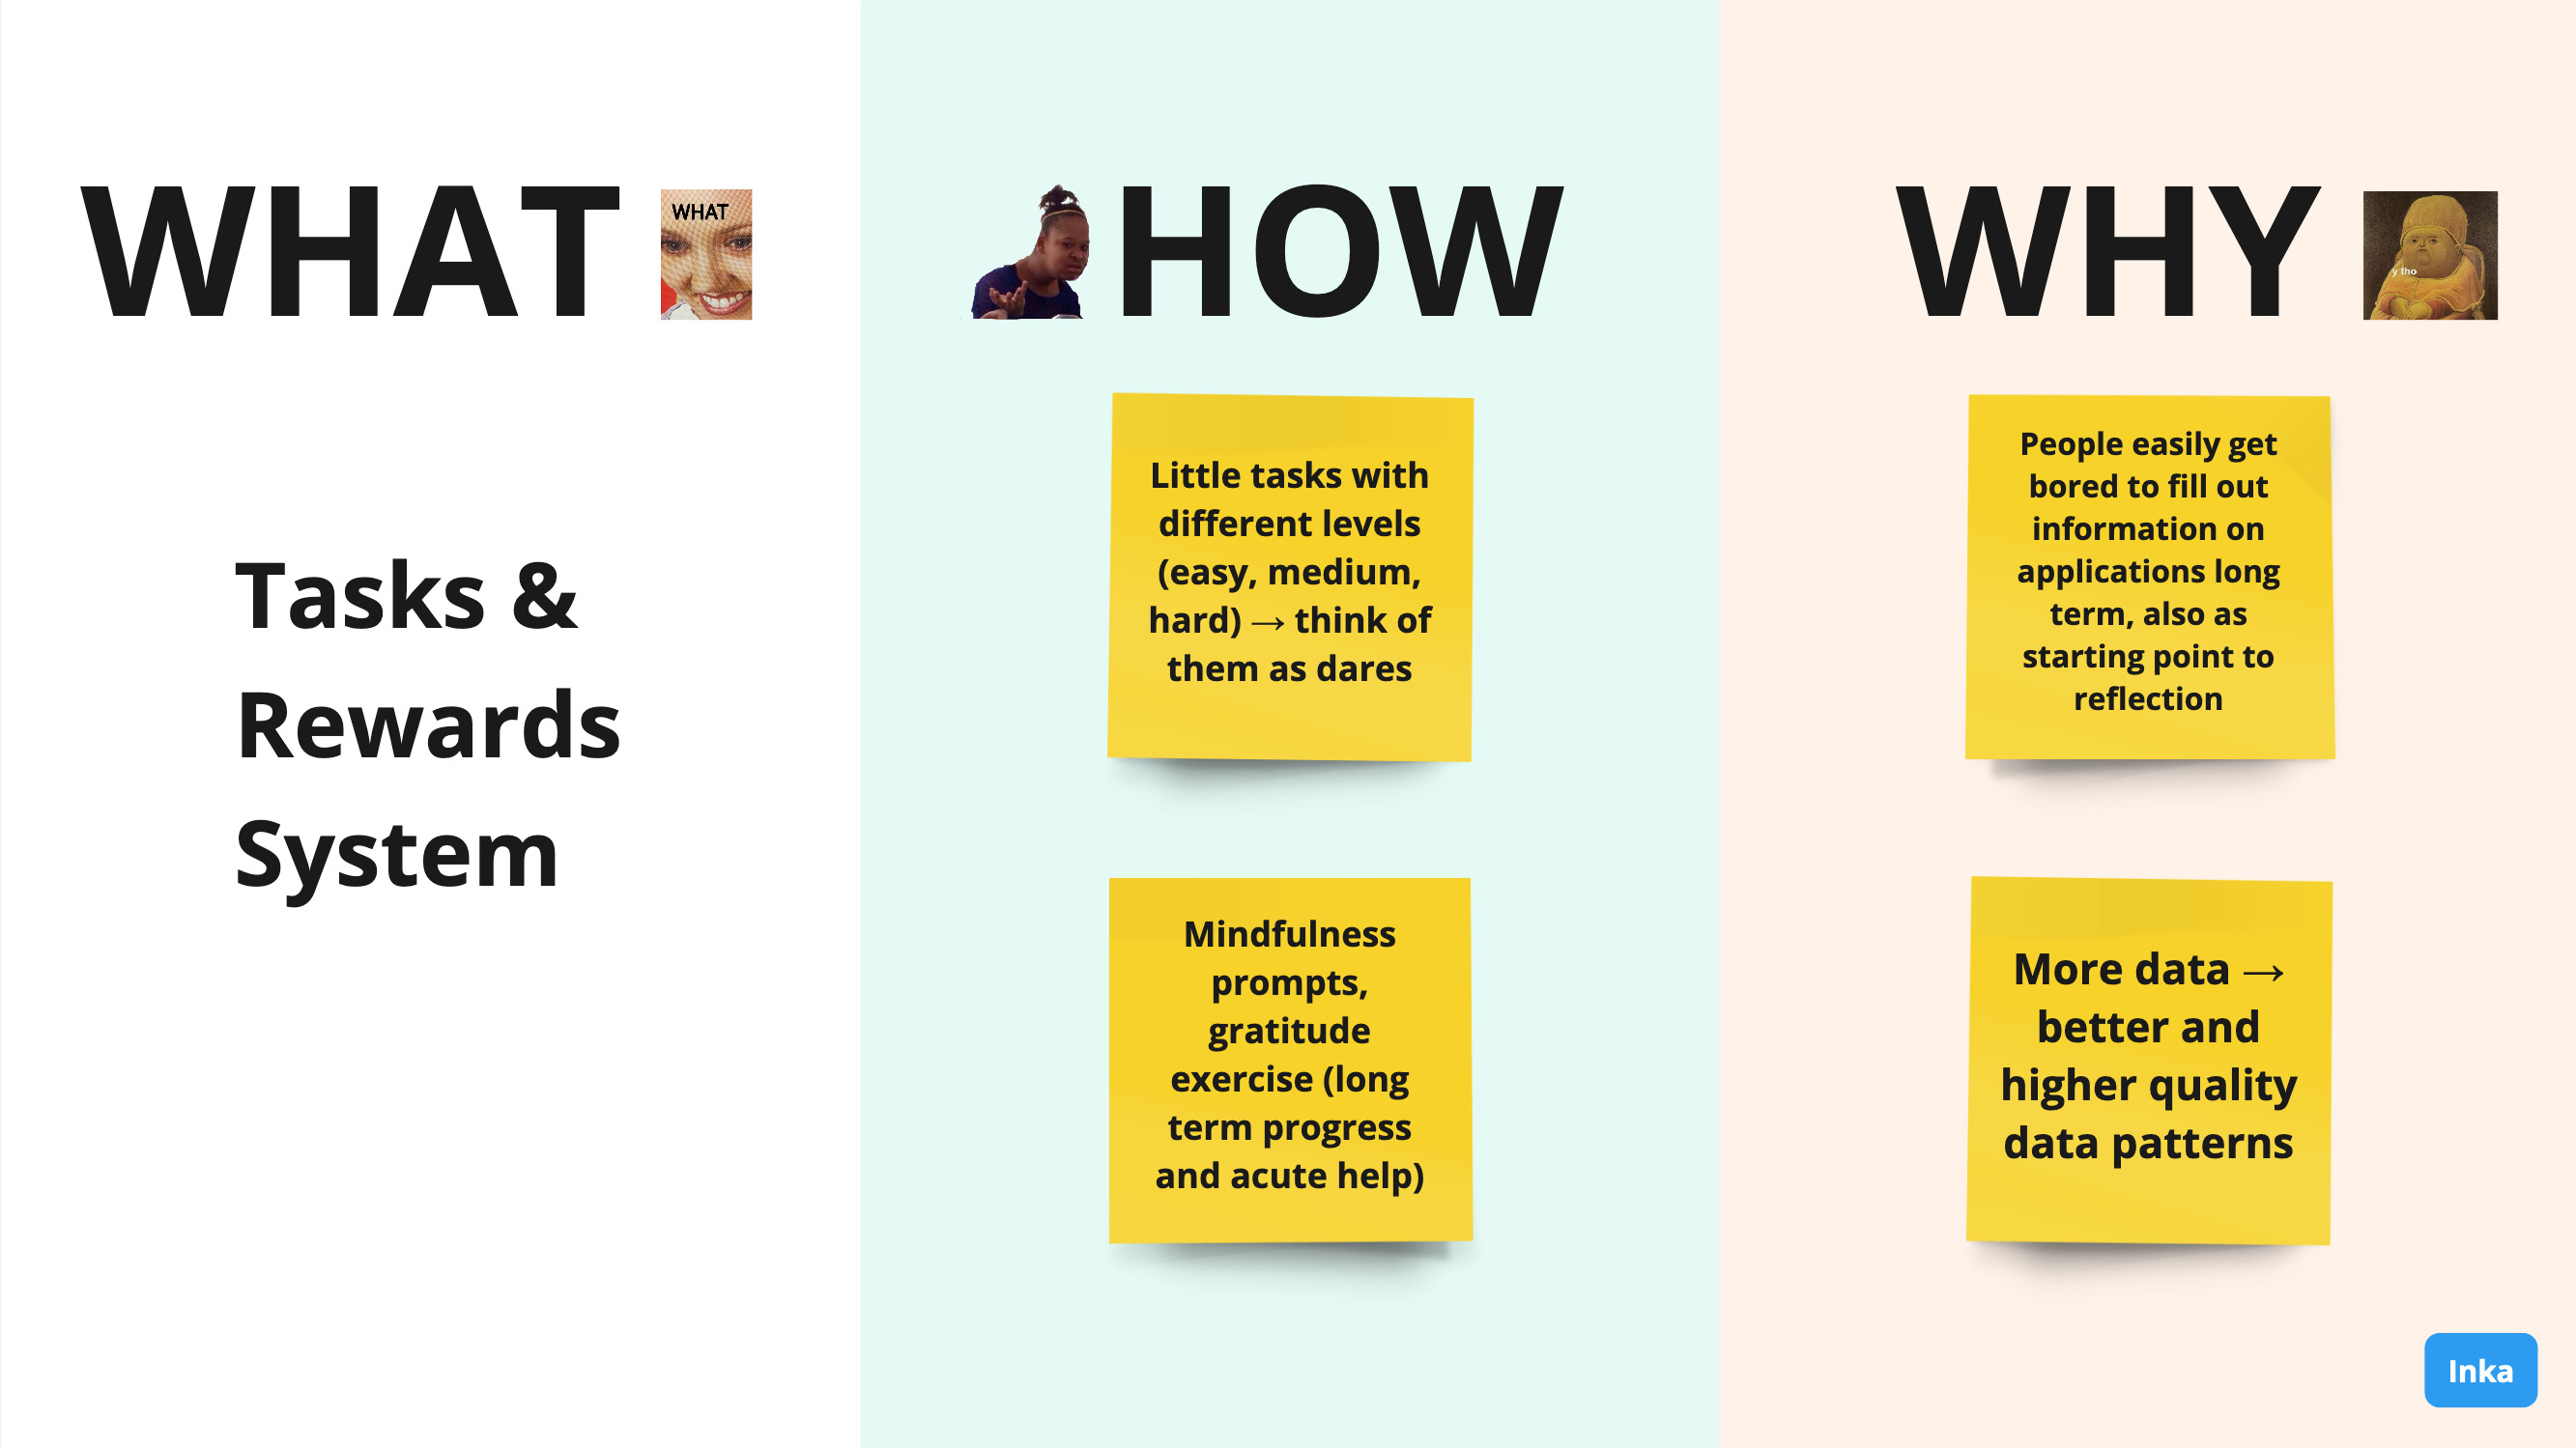 WHAT
WHAT
Tasks &
Rewards
System
HOW
Little tasks with
different levels
(easy, medium,
hard) → think of
them as dares
Mindfulness
prompts,
gratitude
exercise (long
term progress
and acute help)
WHY
y tho
People easily get
bored to fill out
information on
applications long
term, also as
starting point to
reflection
More data →
better and
higher quality
data patterns
Inka